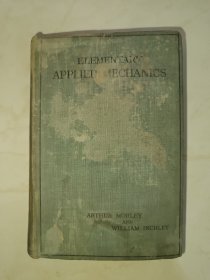 ELEMENTARY
APPLIED MECHANICS
ARTHUR MORLEY
AND
WILLIAM INCHLEY